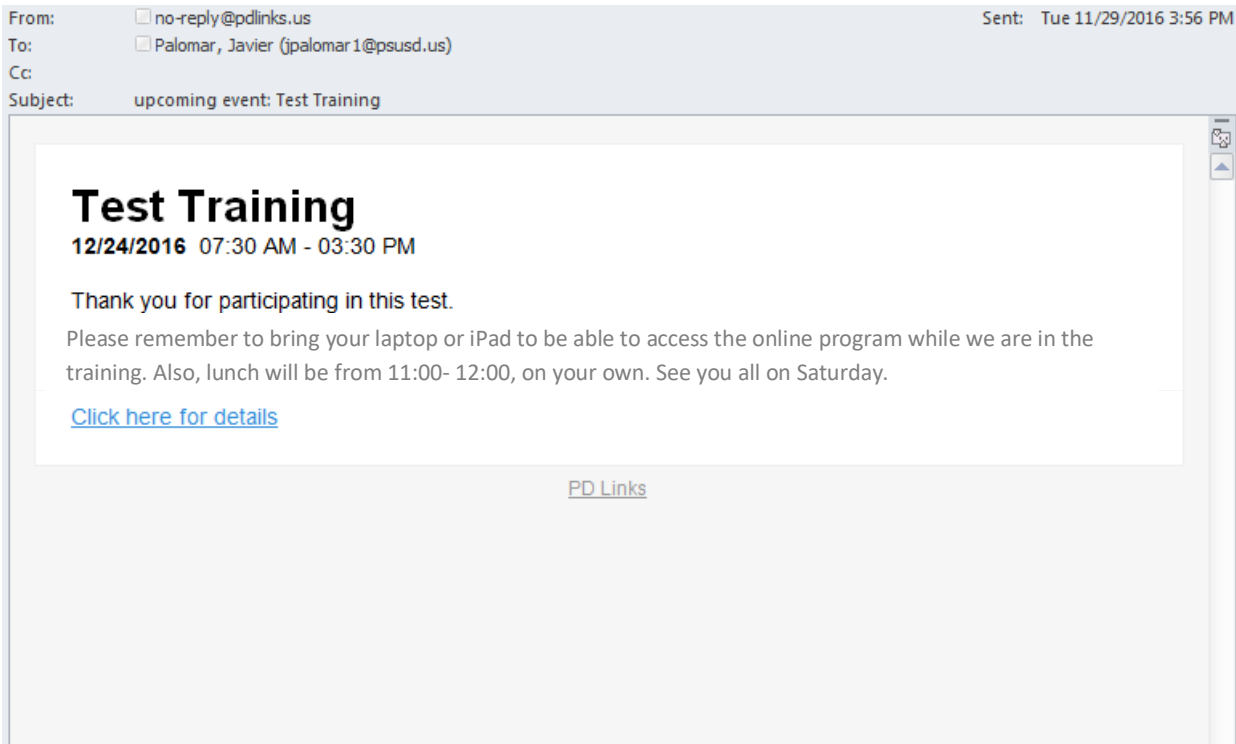 From: no-reply@pdlinks.us Sent: Tue 11/29/2016 3:56 PM
To: Palomar, Javier (jpalomar1@psusd.us)
Cc:
Subject: upcoming event: Test Training
Test Training
12/24/2016 07:30 AM - 03:30 PM
Thank you for participating in this test.
Please remember to bring your laptop or iPad to be able to access the online program while we are in the
training. Also, lunch will be from 11:00- 12:00, on your own. See you all on Saturday.
Click here for details
PD Links